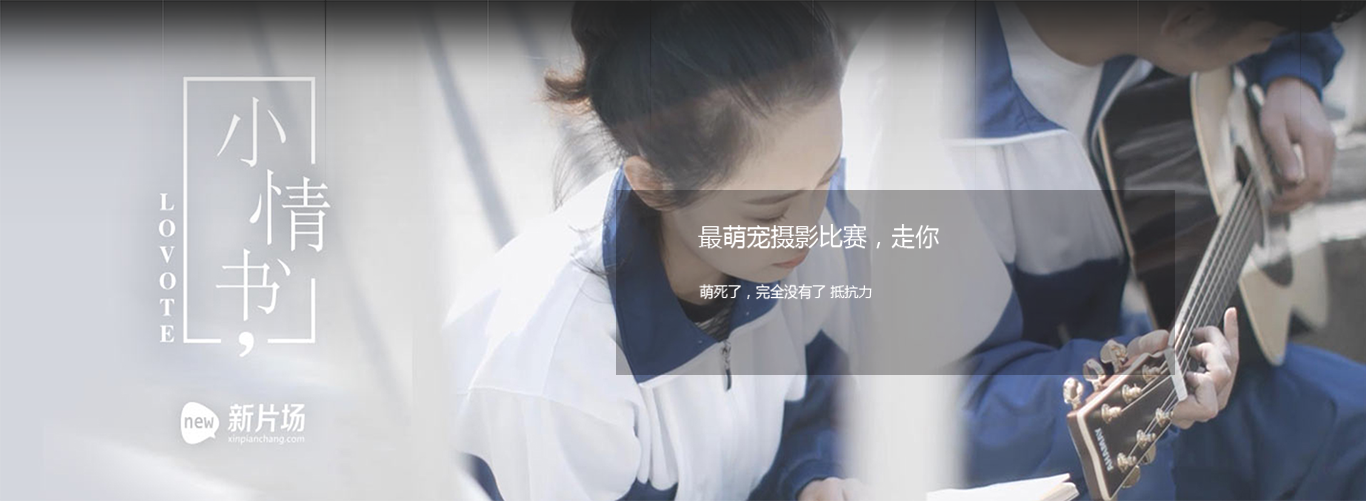 小情书,
LOVOTE
new 新片场
xinpianchang.com
最萌宠摄影比赛，走你
萌死了，完全没有了 抵抗力
YAMAHA